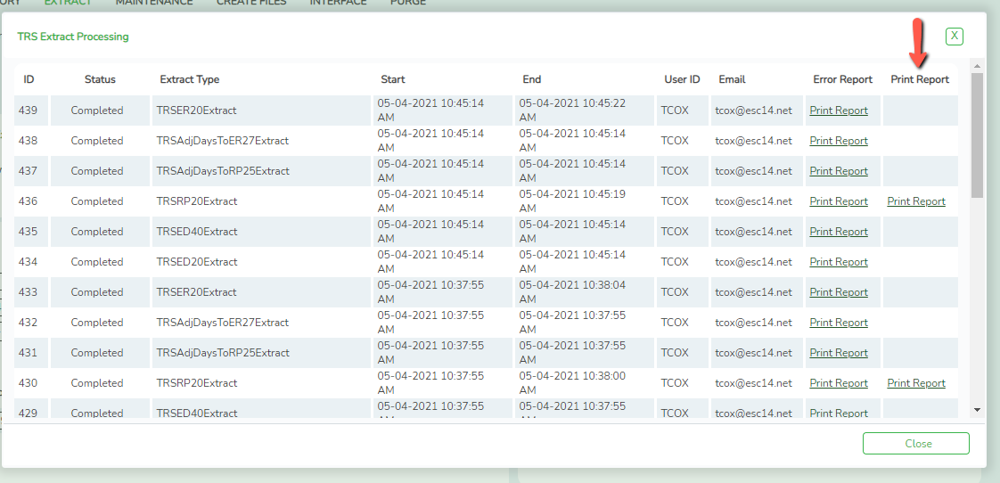 EXTRACT MAINTENANCE CREATE FILES INTERFACE PURGE
TRS Extract Processing X
ID Status Extract Type Start End User ID Email Error Report Print Report
439 Completed TRSER20Extract 05-04-2021 10:45:14 AM 05-04-2021 10:45:22 AM TCOX tcox@esc14.net Print Report
438 Completed TRSAdjDaysToER27Extract 05-04-2021 10:45:14 AM 05-04-2021 10:45:14 AM TCOX tcox@esc14.net Print Report
437 Completed TRSAdjDaysToRP25Extract 05-04-2021 10:45:14 AM 05-04-2021 10:45:14 AM TCOX tcox@esc14.net Print Report
436 Completed TRSRP20Extract 05-04-2021 10:45:14 AM 05-04-2021 10:45:19 AM TCOX tcox@esc14.net Print Report Print Report
435 Completed TRSED40Extract 05-04-2021 10:45:14 AM 05-04-2021 10:45:14 AM TCOX tcox@esc14.net Print Report
434 Completed TRSED20Extract 05-04-2021 10:45:14 AM 05-04-2021 10:45:14 AM TCOX tcox@esc14.net Print Report
433 Completed TRSER20Extract 05-04-2021 10:37:55 AM 05-04-2021 10:38:04 AM TCOX tcox@esc14.net Print Report
432 Completed TRSAdjDaysToER27Extract 05-04-2021 10:37:55 AM 05-04-2021 10:37:55 AM TCOX tcox@esc14.net Print Report
431 Completed TRSAdjDaysToRP25Extract 05-04-2021 10:37:55 AM 05-04-2021 10:37:55 AM TCOX tcox@esc14.net Print Report
430 Completed TRSRP20Extract 05-04-2021 10:37:55 AM 05-04-2021 10:38:00 AM TCOX tcox@esc14.net Print Report Print Report
429 Completed TRSED40Extract 05-04-2021 10:37:55 05-04-2021 10:37:55 TCOX tcox@esc14.net Print Report
Close